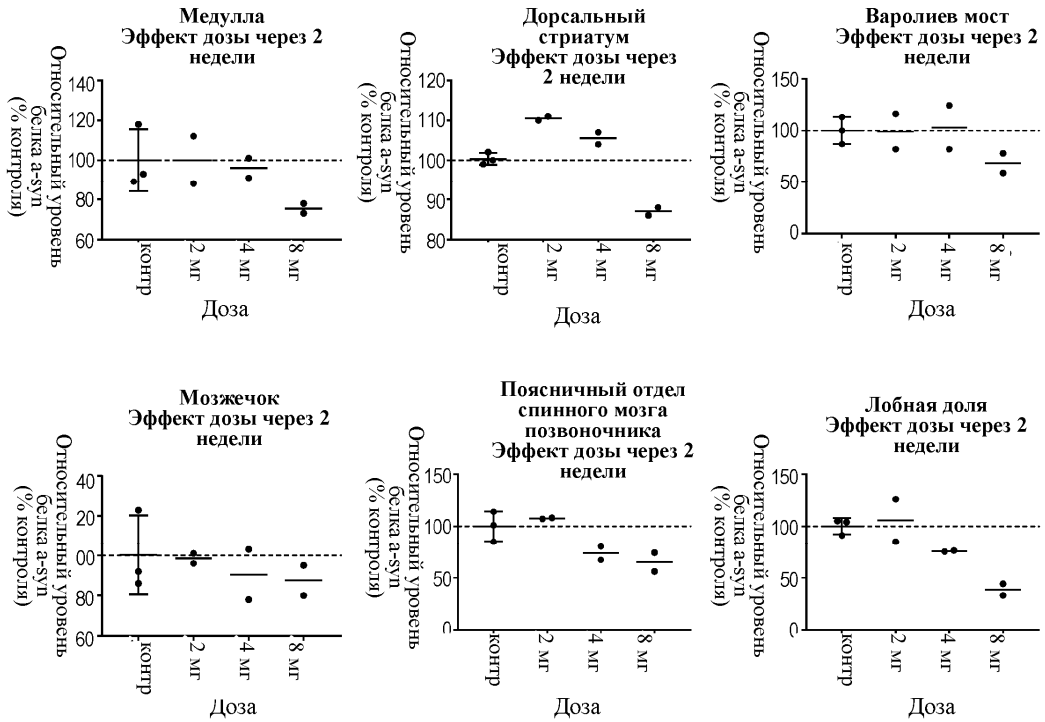 Медулла
Эффект дозы через 2
недели
Относительный уровень
белка a-syn
(% контроля)
140
120
100
80
60
контр
2 мг
4 мг
8 мг
Доза
Дорсальный
стриатум
Эффект дозы через
2 недели
Относительный уровень
белка a-syn
(% контроля)
120
110
100
90
80
контр
2 мг
4 мг
8 мг
Доза
Варолиев мост
Эффект дозы через 2
недели
Относительный уровень
белка a-syn
(% контроля)
150
100
50
0
контр
2 мг
4 мг
8 мг
Доза
Мозжечок
Эффект дозы через 2
недели
Относительный уровень
белка a-syn
(% контроля)
40
20
00
80
60
контр
2 мг
4 мг
8 мг
Доза
Поясничный отдел
спинного мозга
позвоночника
Эффект дозы через 2
недели
Относительный уровень
белка a-syn
(% контроля)
150
100
50
0
контр
2 мг
4 мг
8 мг
Доза
Лобная доля
Эффект дозы через 2
недели
Относительный уровень
белка a-syn
(% контроля)
150
100
50
0
контр
2 мг
4 мг
8 мг
Доза